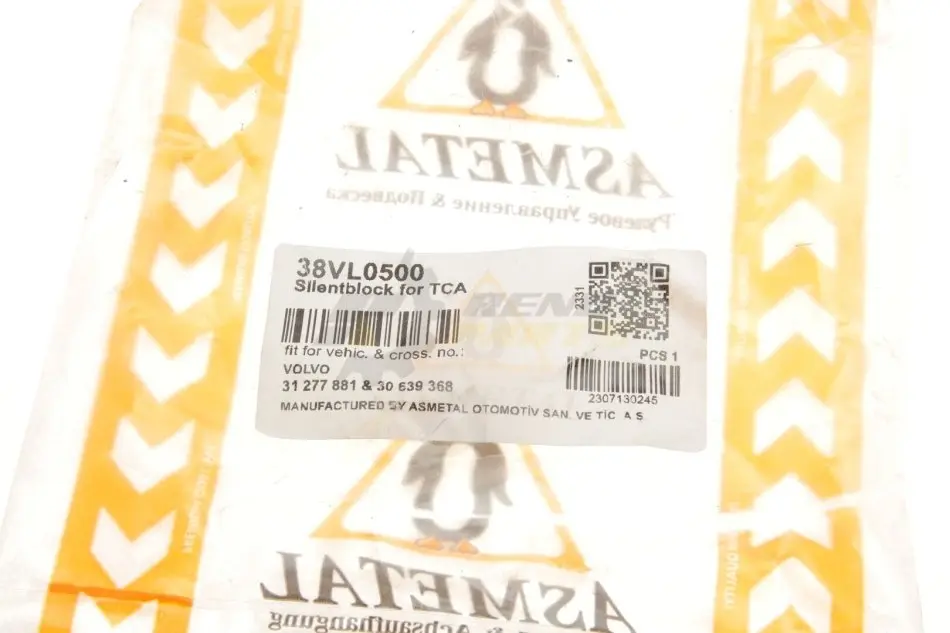 ASMETAL
Рулевое Управление & Подвеска
38VL0500
Silentblock for TCA
2331
fit for vehic. & cross. no.:
PCS 1
VOLVO
31 277 881 & 30 639 368
2307130245
MANUFACTURED BY ASMETAL OTOMOTİV SAN. VE TİC. A.S.
ASMETAL
& Achsaufhangung